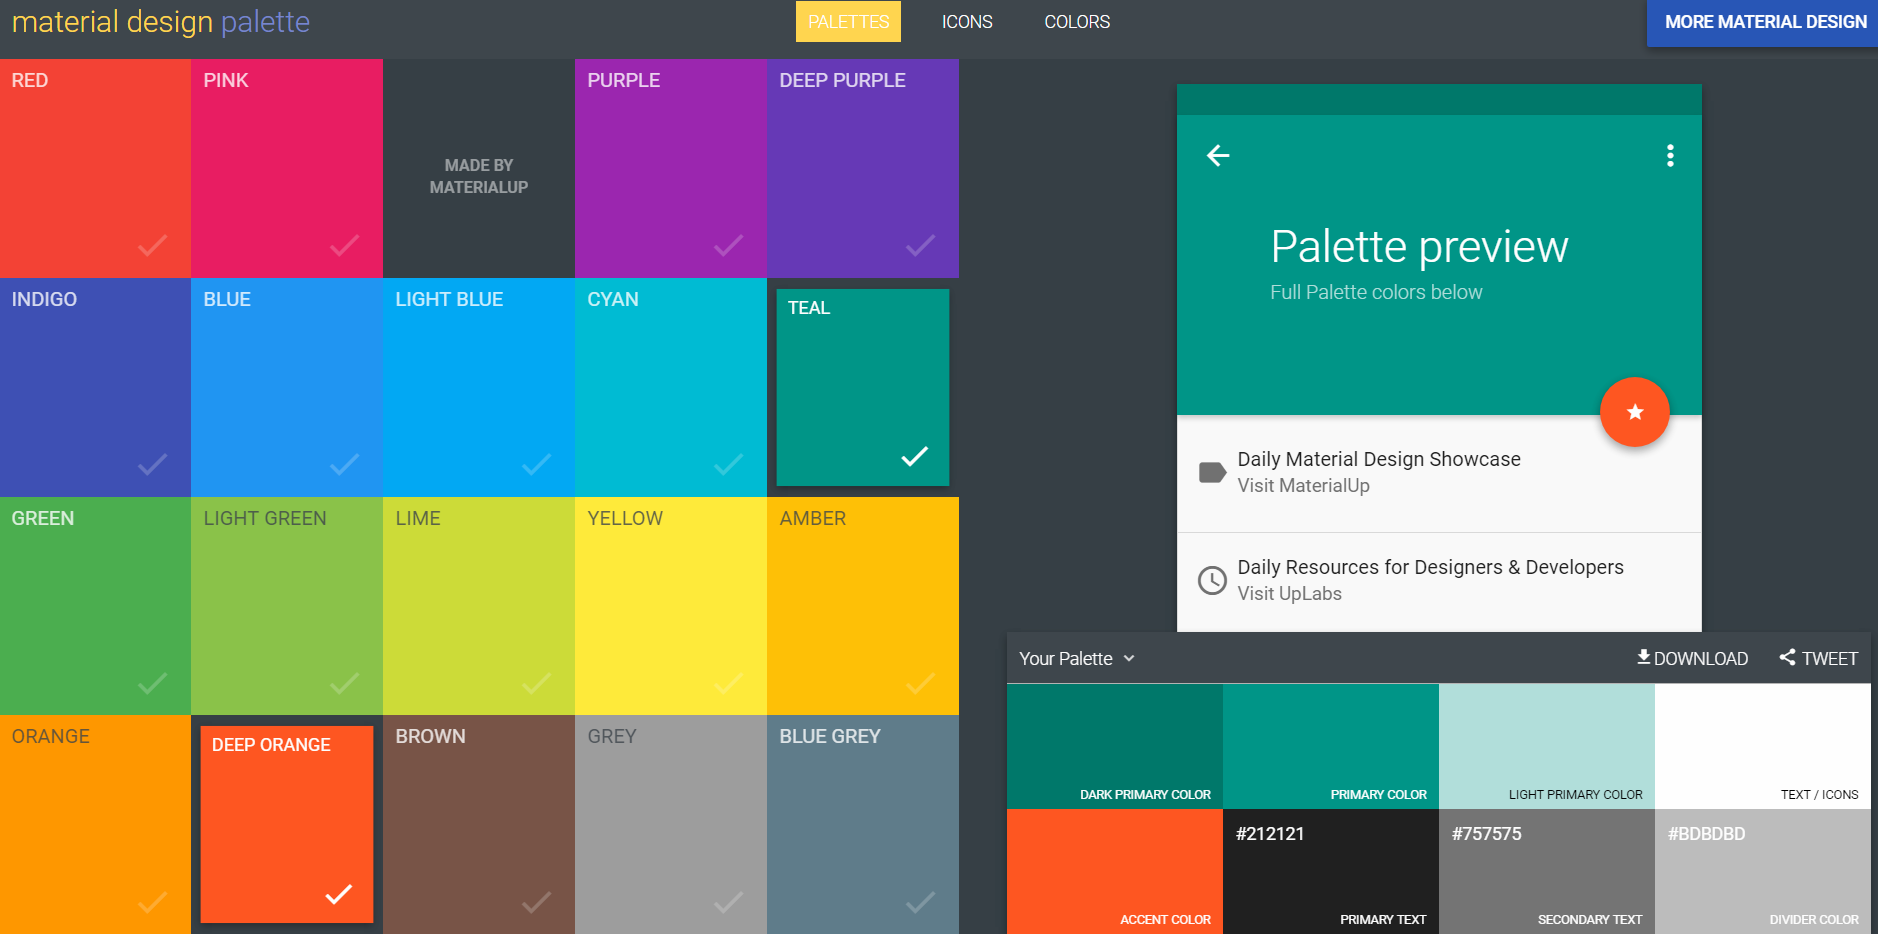 material design palette
PALETTES
ICONS
COLORS
MORE MATERIAL DESIGN
RED
PINK
MADE BY
MATERIALUP
PURPLE
DEEP PURPLE
INDIGO
BLUE
LIGHT BLUE
CYAN
TEAL
GREEN
LIGHT GREEN
LIME
YELLOW
AMBER
ORANGE
DEEP ORANGE
BROWN
GREY
BLUE GREY
Palette preview
Full Palette colors below
Daily Material Design Showcase
Visit MaterialUp
Daily Resources for Designers & Developers
Visit UpLabs
Your Palette
DOWNLOAD
TWEET
DARK PRIMARY COLOR
PRIMARY COLOR
LIGHT PRIMARY COLOR
TEXT / ICONS
ACCENT COLOR
#212121
PRIMARY TEXT
#757575
SECONDARY TEXT
#BDBDBD
DIVIDER COLOR